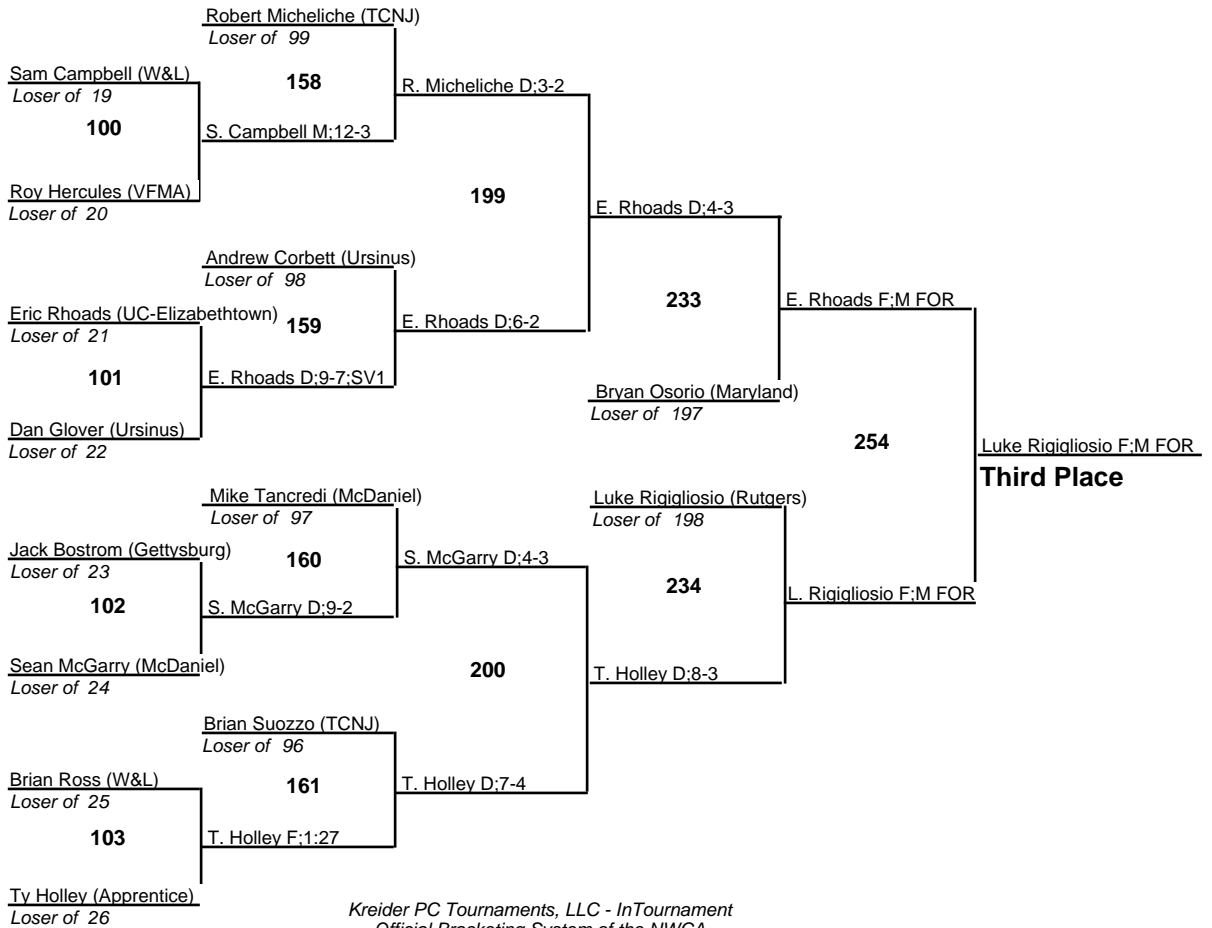 Robert Micheliche (TCNJ)
Loser of 99
Sam Campbell (W&L)
Loser of 19
158
R. Micheliche D;3-2
100
S. Campbell M;12-3
Roy Hercules (VFMA)
Loser of 20
199
E. Rhoads D;4-3
Andrew Corbett (Ursinus)
Loser of 98
Eric Rhoads (UC-Elizabethtown)
Loser of 21
159
E. Rhoads D;6-2
233
E. Rhoads F;M FOR
101
E. Rhoads D;9-7;SV1
Bryan Osorio (Maryland)
Loser of 197
Dan Glover (Ursinus)
Loser of 22
254
Luke Rigigliosio F;M FOR
Third Place
Mike Tancredi (McDaniel)
Loser of 97
Luke Rigigliosio (Rutgers)
Loser of 198
Jack Bostrom (Gettysburg)
Loser of 23
160
S. McGarry D;4-3
234
L. Rigigliosio F;M FOR
102
S. McGarry D;9-2
Sean McGarry (McDaniel)
Loser of 24
200
T. Holley D;8-3
Brian Suozzo (TCNJ)
Loser of 96
Brian Ross (W&L)
Loser of 25
161
T. Holley D;7-4
103
T. Holley F;1:27
Ty Holley (Apprentice)
Loser of 26
Kreider PC Tournaments, LLC - InTournament
Official Bracketing System of the NWCA